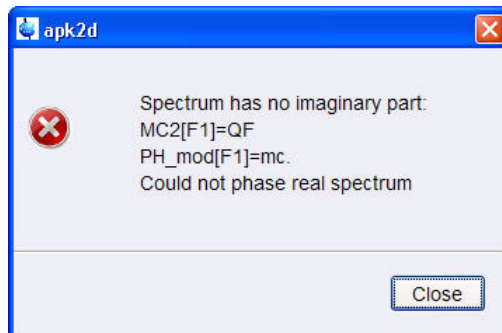 apk2d
Spectrum has no imaginary part:
MC2[F1]=QF
PH_mod[F1]=mc.
Could not phase real spectrum
Close